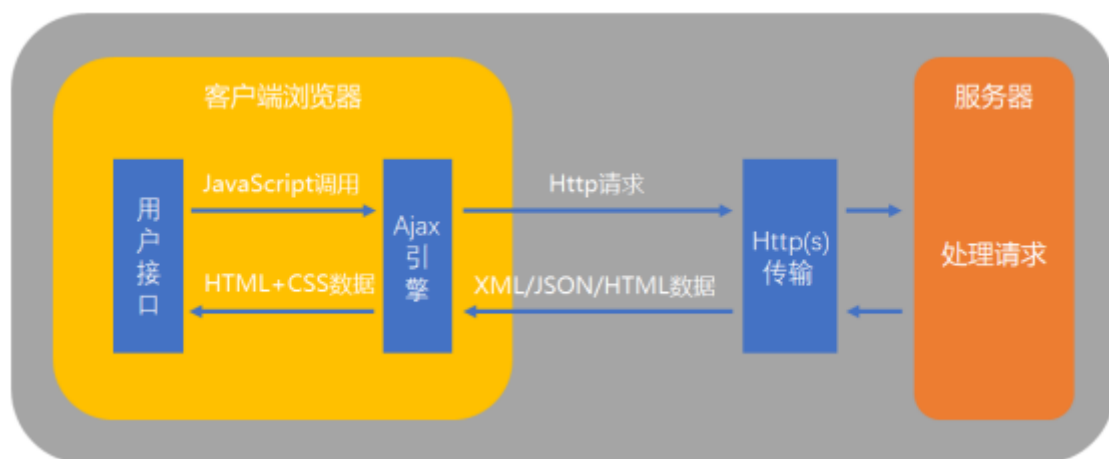 客户端浏览器
服务器
JavaScript调用
Http请求
用
户
接
口
Ajax
引
擎
Http(s)
传输
处理请求
HTML+CSS数据
XML/JSON/HTML数据